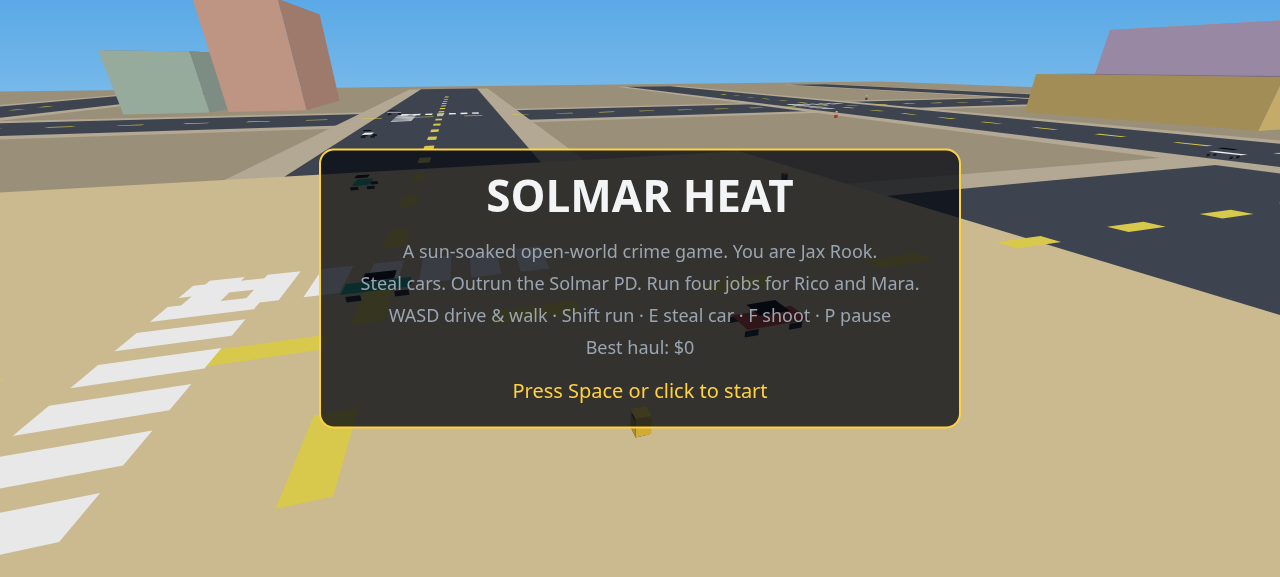 SOLMAR HEAT
A sun-soaked open-world crime game. You are Jax Rook.
Steal cars. Outrun the Solmar PD. Run four jobs for Rico and Mara.
WASD drive & walk · Shift run · E steal car · F shoot · P pause
Best haul: $0
Press Space or click to start